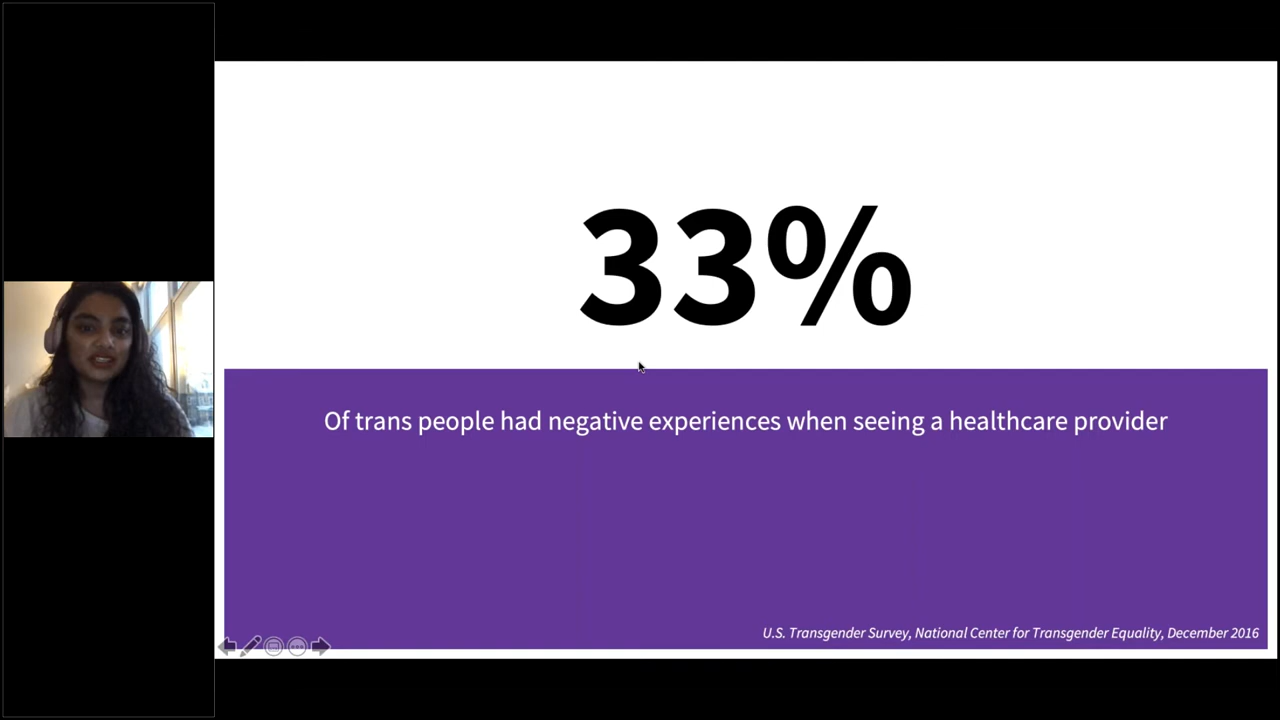 33%
Of trans people had negative experiences when seeing a healthcare provider
U.S. Transgender Survey, National Center for Transgender Equality, December 2016